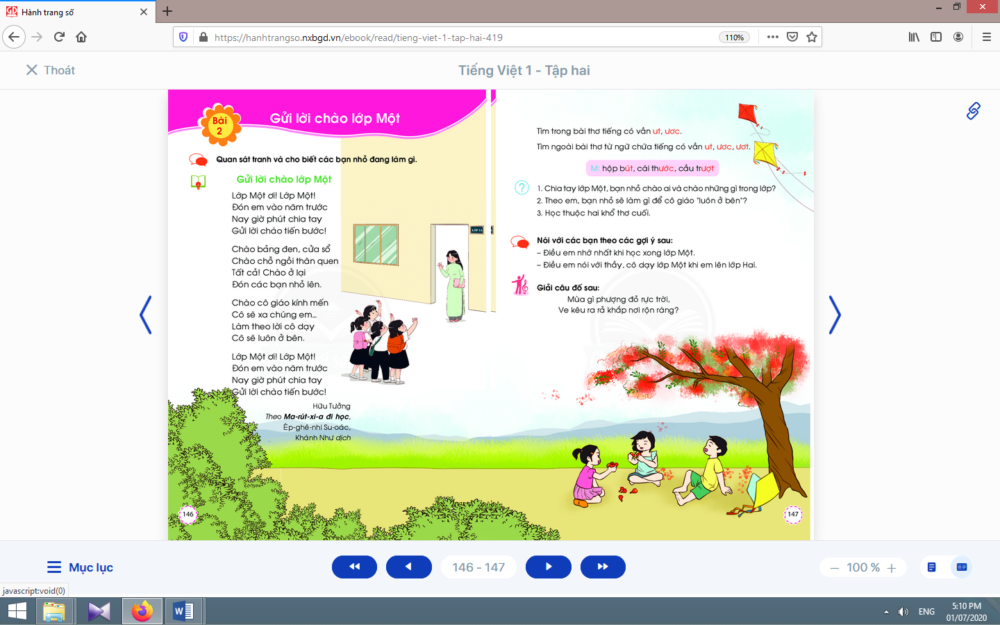 Hành trang số
https://hanhtrangso.nxbgd.vn/ebook/read/tieng-viet-1-tap-hai-419
110%
Thoát
Tiếng Việt 1 - Tập hai
Bài
2
Gửi lời chào lớp Một
Quan sát tranh và cho biết các bạn nhỏ đang làm gì.
Gửi lời chào lớp Một
Lớp Một ơi! Lớp Một!
Đón em vào năm trước
Nay giờ phút chia tay
Gửi lời chào tiến bước!
Chào bảng đen, cửa sổ
Chào chỗ ngồi thân quen
Tất cả! Chào ở lại
Đón các bạn nhỏ lên.
Chào cô giáo kính mến
Cô sẽ xa chúng em…
Làm theo lời cô dạy
Cô sẽ luôn ở bên.
Lớp Một ơi! Lớp Một!
Đón em vào năm trước
Nay giờ phút chia tay
Gửi lời chào tiến bước!
Hữu Tưởng
Theo Ma-rút-xi-a đi học,
Ép-ghê-nhi Su-oác,
Khánh Như dịch
LỚP 1A
146
Tìm trong bài thơ tiếng có vần ut, ươc.
Tìm ngoài bài thơ từ ngữ chứa tiếng có vần ut, ươc, ươt.
M: hộp bút, cái thước, cầu trượt
?
1. Chia tay lớp Một, bạn nhỏ chào ai và chào những gì trong lớp?
2. Theo em, bạn nhỏ sẽ làm gì để cô giáo "luôn ở bên"?
3. Học thuộc hai khổ thơ cuối.
Nói với các bạn theo các gợi ý sau:
– Điều em nhớ nhất khi học xong lớp Một.
– Điều em nói với thầy, cô dạy lớp Một khi em lên lớp Hai.
Giải câu đố sau:
Mùa gì phượng đỏ rực trời,
Ve kêu ra rả khắp nơi rộn ràng?
147
Mục lục
146 - 147
100 %
javascript:void(0)
ENG
5:10 PM
01/07/2020